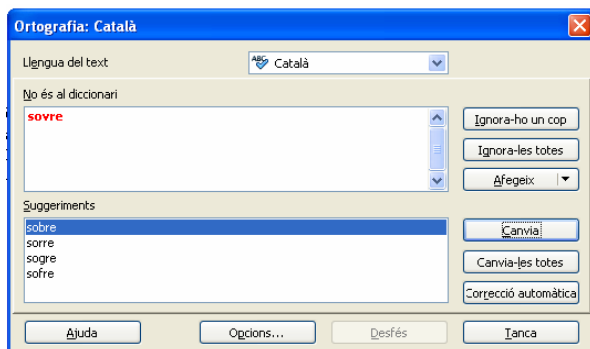 Ortografia: Català
Llengua del text
ABC Català
No és al diccionari
sovre
Ignora-ho un cop
Ignora-les totes
Afegeix
Suggeriments
sobre
sorre
sogre
sofre
Canvia
Canvia-les totes
Correcció automàtica
Ajuda
Opcions...
Desfés
Tanca